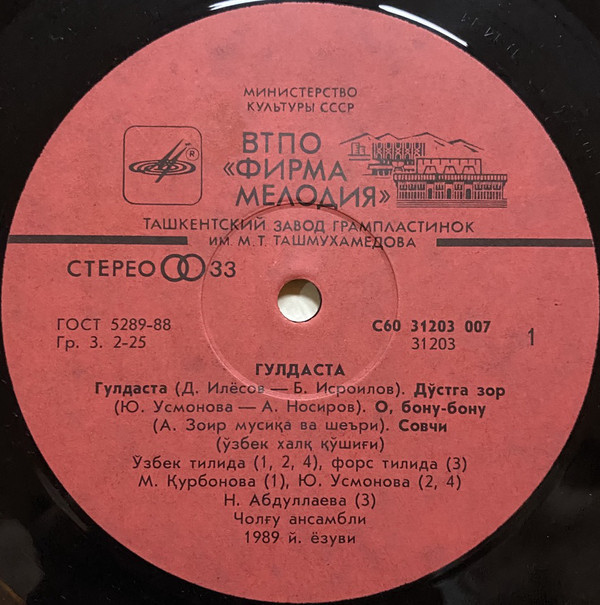 МИНИСТЕРСТВО
КУЛЬТУРЫ СССР
®
ВТПО
«ФИРМА
МЕЛОДИЯ»
ТАШКЕНТСКИЙ ЗАВОД ГРАМПЛАСТИНОК
ИМ. М. Т. ТАШМУХАМЕДОВА
СТЕРЕО 33
ГОСТ 5289-88
Гр. 3. 2-25
С60 31203 007
31203
1
ГУЛДАСТА
Гулдаста (Д. Илёсов — Б. Исроилов). Дўстга зор
(Ю. Усмонова — А. Носиров). О, бону-бону
(А. Зоир мусиқа ва шеъри). Совчи
(ўзбек халқ қўшиғи)
Ўзбек тилида (1, 2, 4), форс тилида (3)
М. Қурбонова (1), Ю. Усмонова (2, 4)
Н. Абдуллаева (3)
Чолғу ансамбли
1989 й. ёзуви